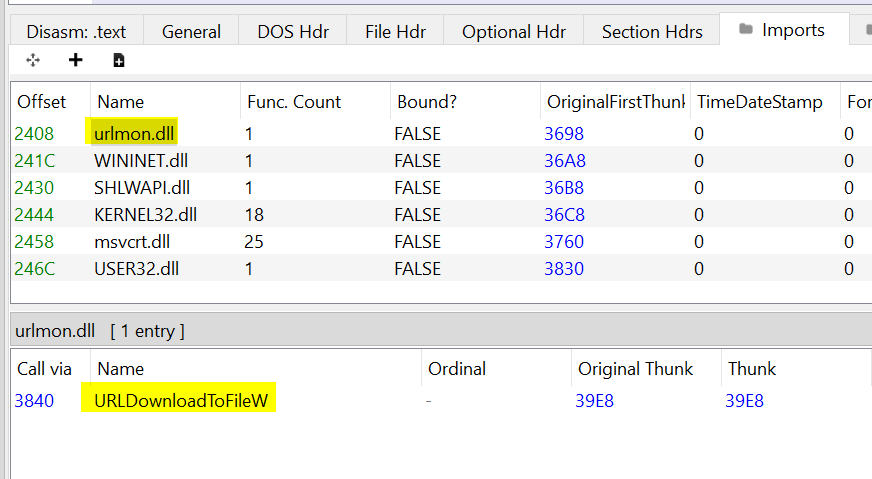 Disasm: .text General DOS Hdr File Hdr Optional Hdr Section Hdrs Imports
Offset Name Func. Count Bound? OriginalFirstThunk TimeDateStamp For
2408 urlmon.dll 1 FALSE 3698 0 0
241C WININET.dll 1 FALSE 36A8 0 0
2430 SHLWAPI.dll 1 FALSE 36B8 0 0
2444 KERNEL32.dll 18 FALSE 36C8 0 0
2458 msvcrt.dll 25 FALSE 3760 0 0
246C USER32.dll 1 FALSE 3830 0 0
urlmon.dll [ 1 entry ]
Call via Name Ordinal Original Thunk Thunk
3840 URLDownloadToFileW - 39E8 39E8